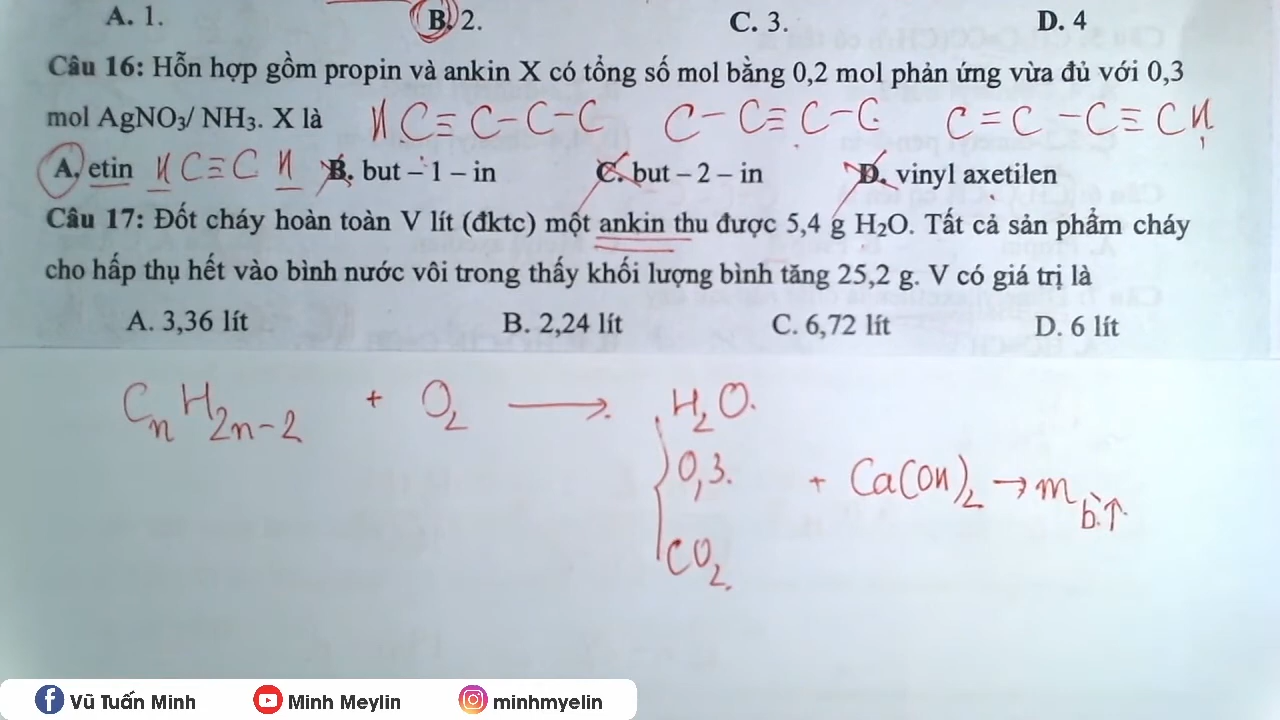 A. 1. B. 2. C. 3. D. 4
Câu 16: Hỗn hợp gồm propin và ankin X có tổng số mol bằng 0,2 mol phản ứng vừa đủ với 0,3
mol AgNO₃/ NH₃. X là HC≡C-C-C C-C≡C-C C=C-C≡CH
A. etin HC≡CH B. but – 1 – in C. but – 2 – in D. vinyl axetilen
Câu 17: Đốt cháy hoàn toàn V lít (đktc) một ankin thu được 5,4 g H₂O. Tất cả sản phẩm cháy
cho hấp thụ hết vào bình nước vôi trong thấy khối lượng bình tăng 25,2 g. V có giá trị là
A. 3,36 lít B. 2,24 lít C. 6,72 lít D. 6 lít
CₙH₂ₙ₋₂ + O₂ → H₂O.
0,3. + Ca(OH)₂ → m b.↑
CO₂
Vũ Tuấn Minh Minh Meylin minhmyelin